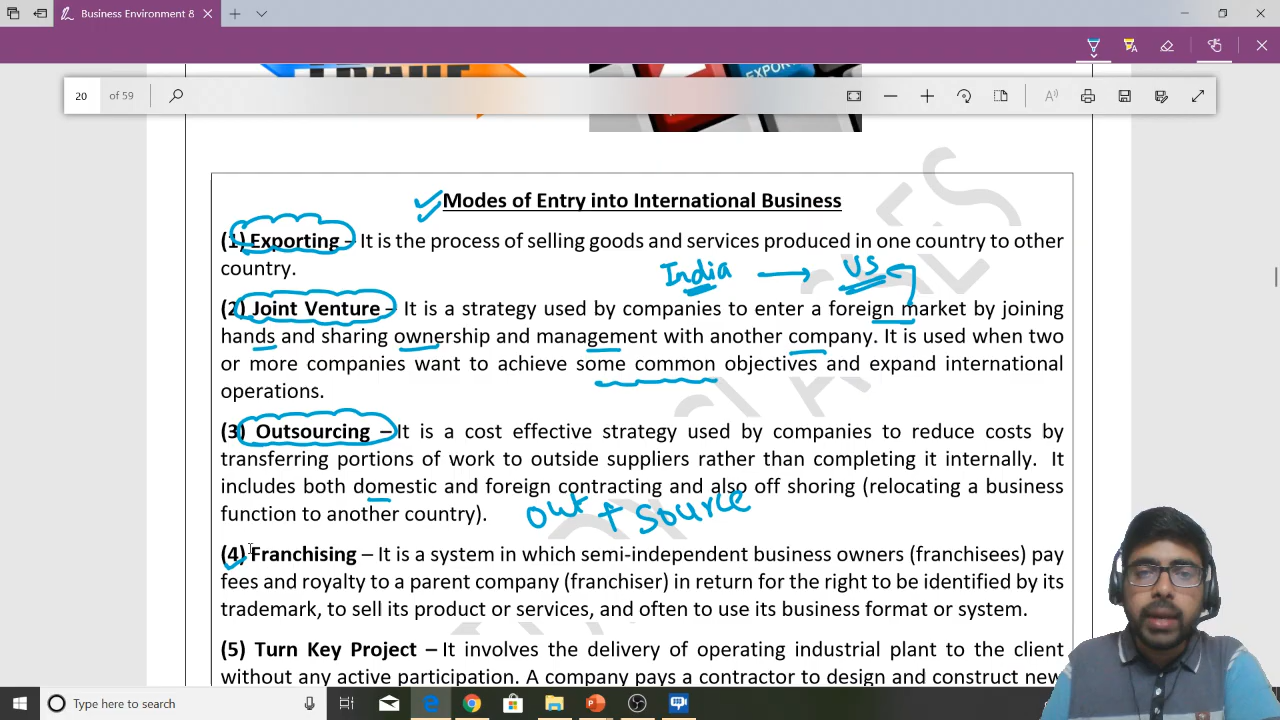 Business Environment 8
20 of 59
TRADE
EXPORT
Modes of Entry into International Business
(1) Exporting – It is the process of selling goods and services produced in one country to other
country.
India → US
(2) Joint Venture – It is a strategy used by companies to enter a foreign market by joining
hands and sharing ownership and management with another company. It is used when two
or more companies want to achieve some common objectives and expand international
operations.
(3) Outsourcing – It is a cost effective strategy used by companies to reduce costs by
transferring portions of work to outside suppliers rather than completing it internally. It
includes both domestic and foreign contracting and also off shoring (relocating a business
function to another country).
out + source
(4) Franchising – It is a system in which semi-independent business owners (franchisees) pay
fees and royalty to a parent company (franchiser) in return for the right to be identified by its
trademark, to sell its product or services, and often to use its business format or system.
(5) Turn Key Project – It involves the delivery of operating industrial plant to the client
without any active participation. A company pays a contractor to design and construct new
Type here to search